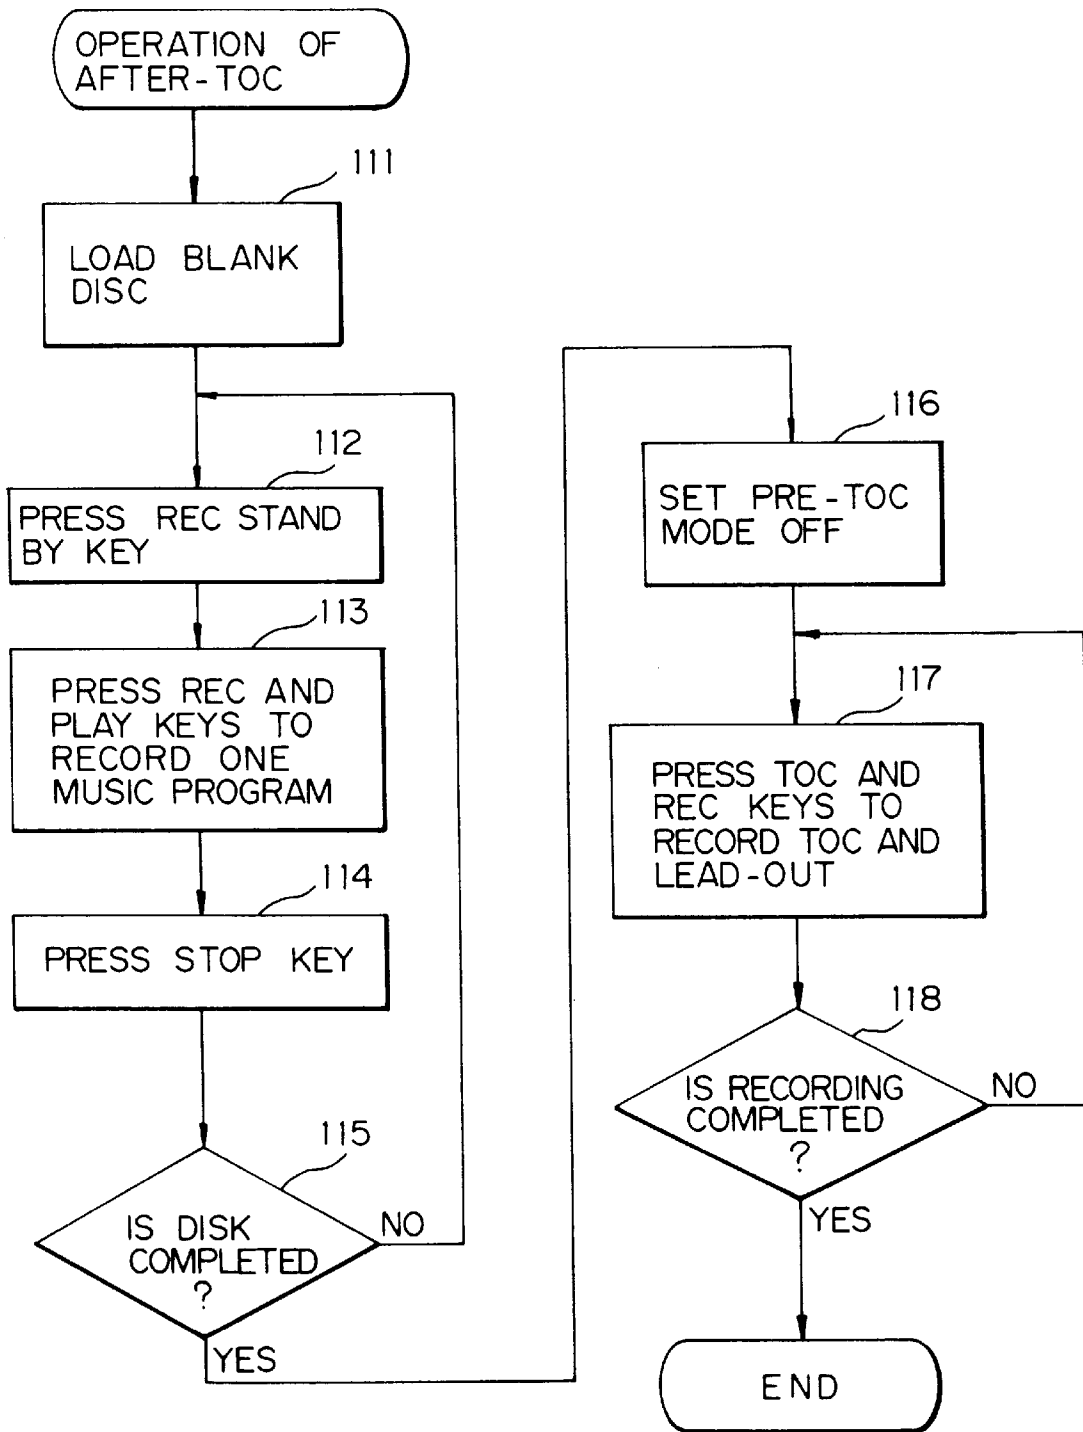 OPERATION OF
AFTER-TOC
111
LOAD BLANK
DISC
112
PRESS REC STAND
BY KEY
113
PRESS REC AND
PLAY KEYS TO
RECORD ONE
MUSIC PROGRAM
114
PRESS STOP KEY
115
IS DISK
COMPLETED
?
NO
YES
116
SET PRE-TOC
MODE OFF
117
PRESS TOC AND
REC KEYS TO
RECORD TOC AND
LEAD-OUT
118
IS RECORDING
COMPLETED
?
NO
YES
END